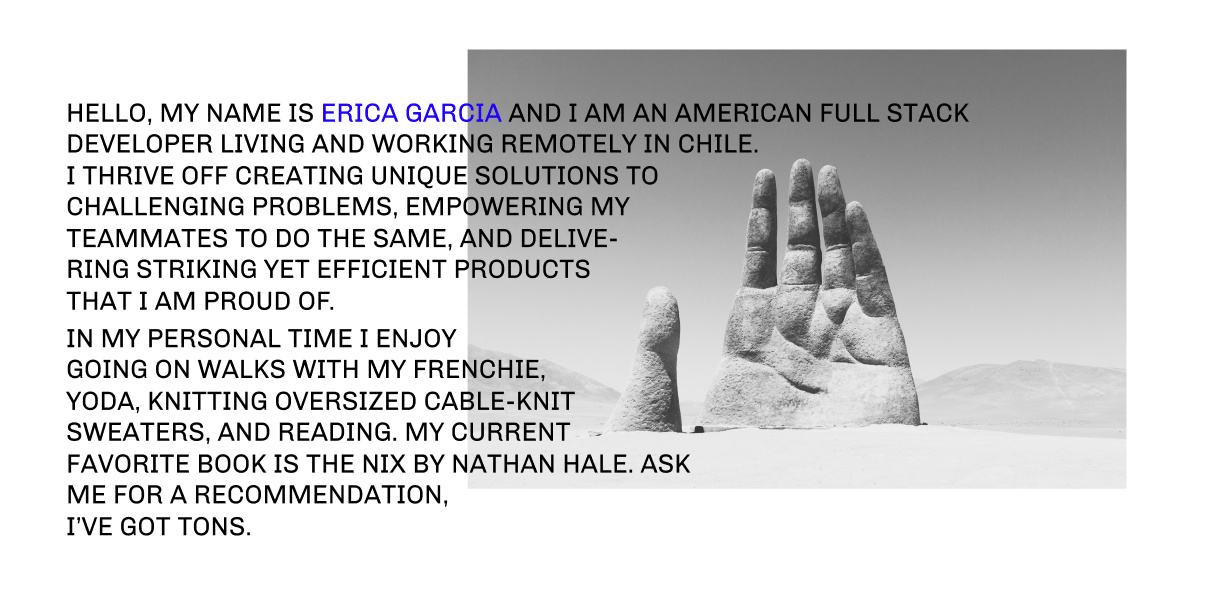 HELLO, MY NAME IS ERICA GARCIA AND I AM AN AMERICAN FULL STACK
DEVELOPER LIVING AND WORKING REMOTELY IN CHILE.
I THRIVE OFF CREATING UNIQUE SOLUTIONS TO
CHALLENGING PROBLEMS, EMPOWERING MY
TEAMMATES TO DO THE SAME, AND DELIVE-
RING STRIKING YET EFFICIENT PRODUCTS
THAT I AM PROUD OF.
IN MY PERSONAL TIME I ENJOY
GOING ON WALKS WITH MY FRENCHIE,
YODA, KNITTING OVERSIZED CABLE-KNIT
SWEATERS, AND READING. MY CURRENT
FAVORITE BOOK IS THE NIX BY NATHAN HALE. ASK
ME FOR A RECOMMENDATION,
I’VE GOT TONS.